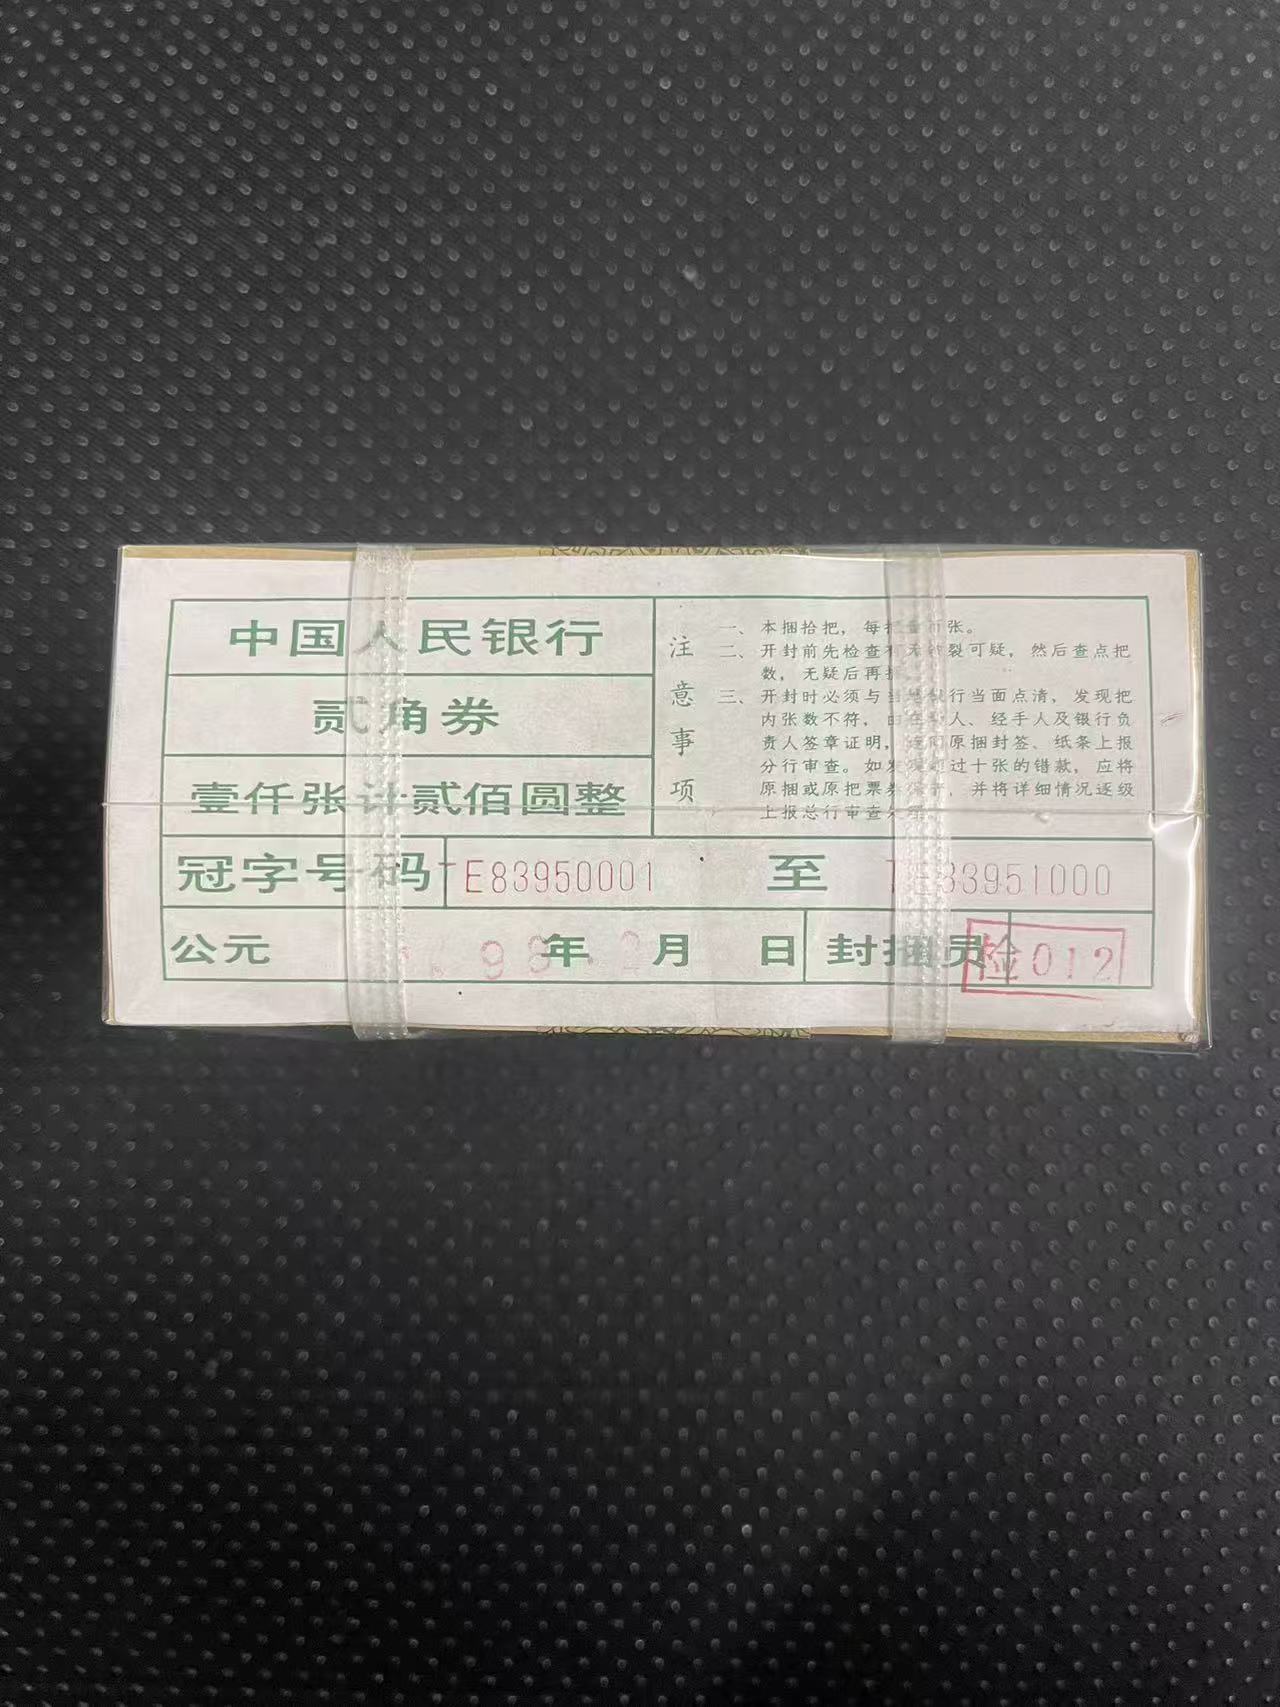 中国人民银行
贰角券
壹仟张计贰佰圆整
注意事项
一、本捆拾把，每把壹百张。
二、开封前先检查有无破裂可疑，然后查点把
数，无疑后再拆
三、开封时必须与当地银行当面点清，发现把
内张数不符，由在场人、经手人及银行负
责人签章证明，连同原捆封签、纸条上报
分行审查。如发现超过十张的错款，应将
原捆或原把票券保存，并将详细情况逐级
上报总行审查处理。
冠字号码 TE83950001 至 TE83951000
公元 98年 2月 日 封捆员 检012